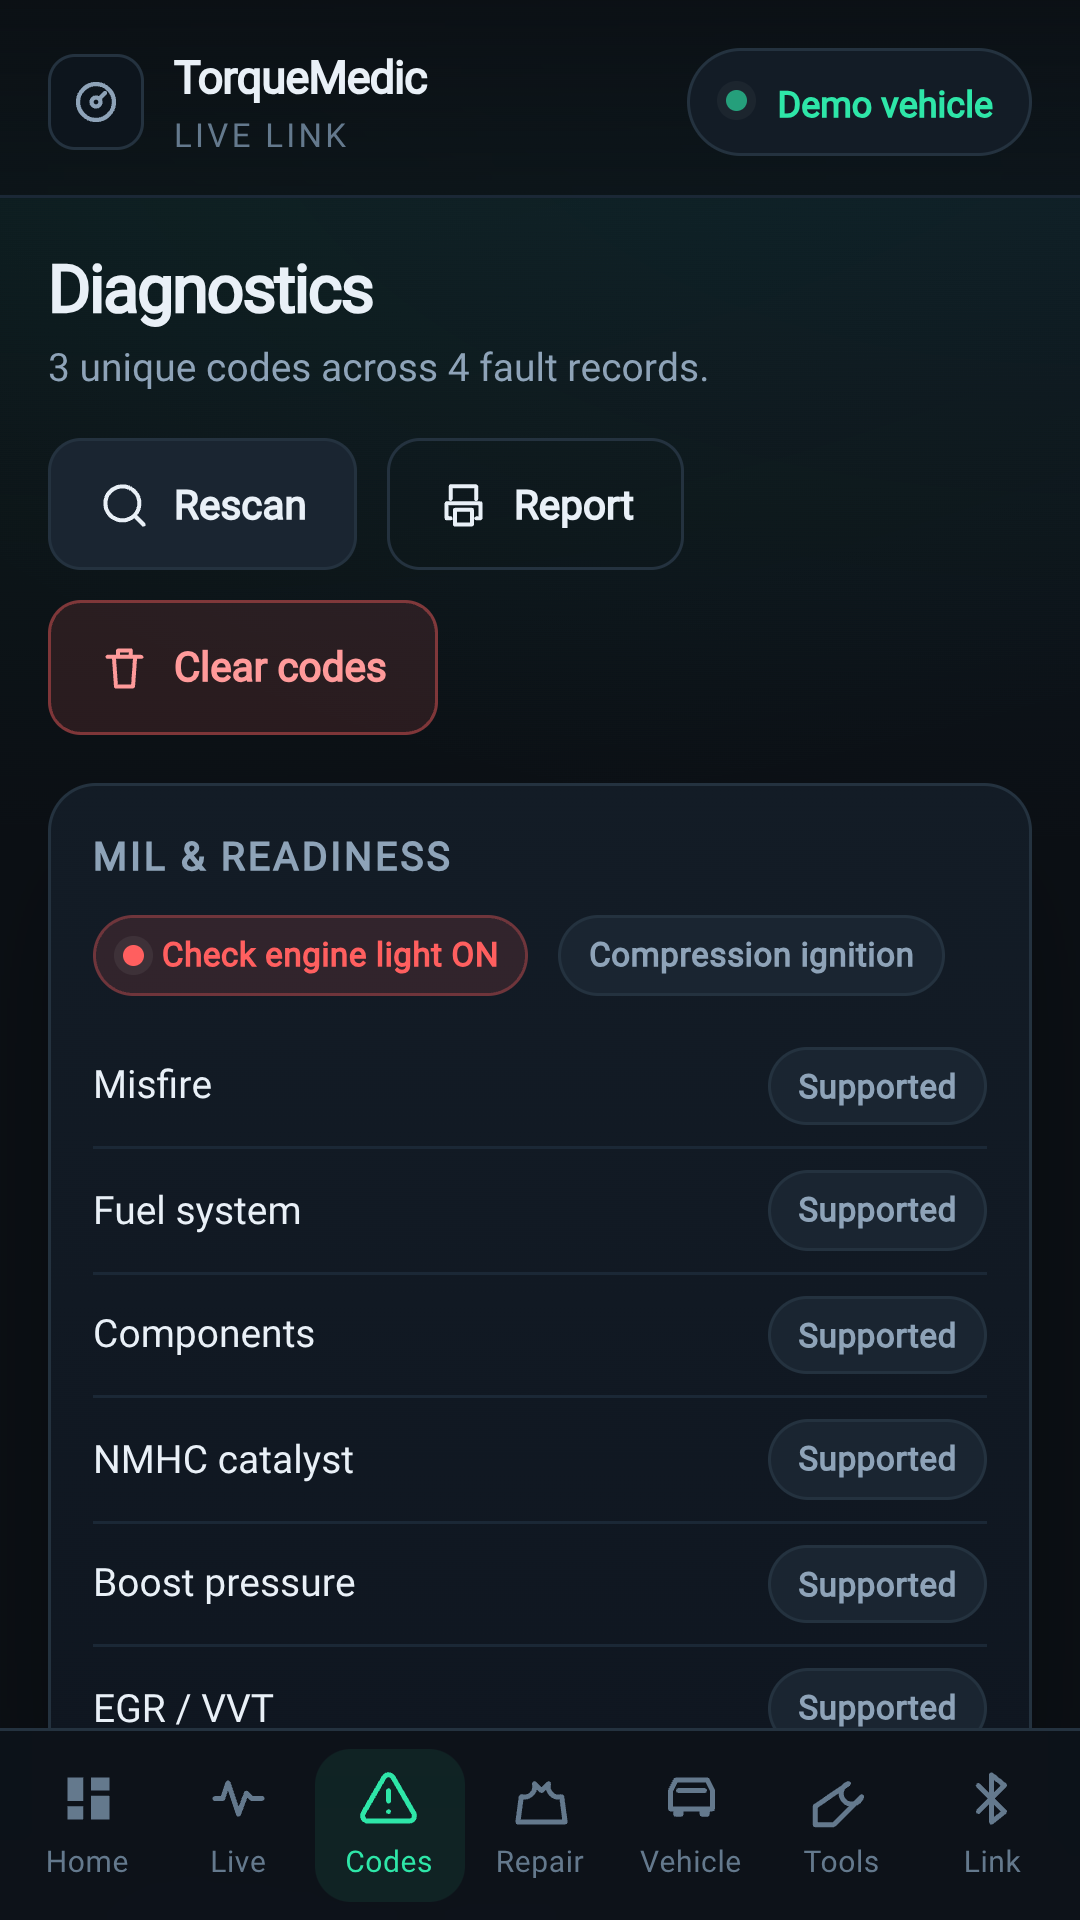 TorqueMedic
LIVE LINK
Demo vehicle
Diagnostics
3 unique codes across 4 fault records.
Rescan
Report
Clear codes
MIL & READINESS
Check engine light ON
Compression ignition
Misfire
Supported
Fuel system
Supported
Components
Supported
NMHC catalyst
Supported
Boost pressure
Supported
EGR / VVT
Supported
Home
Live
Codes
Repair
Vehicle
Tools
Link